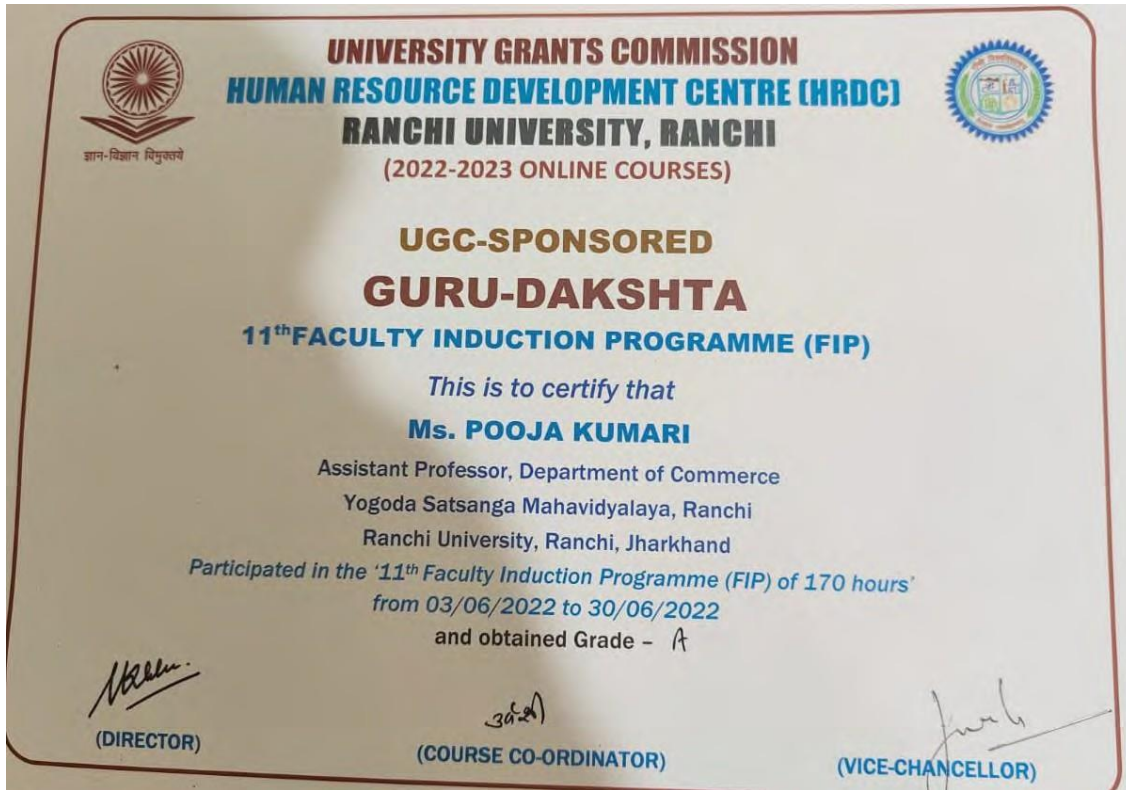 UNIVERSITY GRANTS COMMISSION
HUMAN RESOURCE DEVELOPMENT CENTRE (HRDC)
RANCHI UNIVERSITY, RANCHI
(2022-2023 ONLINE COURSES)
ज्ञान-विज्ञान विमुक्तये
UGC-SPONSORED
GURU-DAKSHTA
11thFACULTY INDUCTION PROGRAMME (FIP)
This is to certify that
Ms. POOJA KUMARI
Assistant Professor, Department of Commerce
Yogoda Satsanga Mahavidyalaya, Ranchi
Ranchi University, Ranchi, Jharkhand
Participated in the ‘11th Faculty Induction Programme (FIP) of 170 hours’
from 03/06/2022 to 30/06/2022
and obtained Grade – A
(DIRECTOR)
(COURSE CO-ORDINATOR)
(VICE-CHANCELLOR)